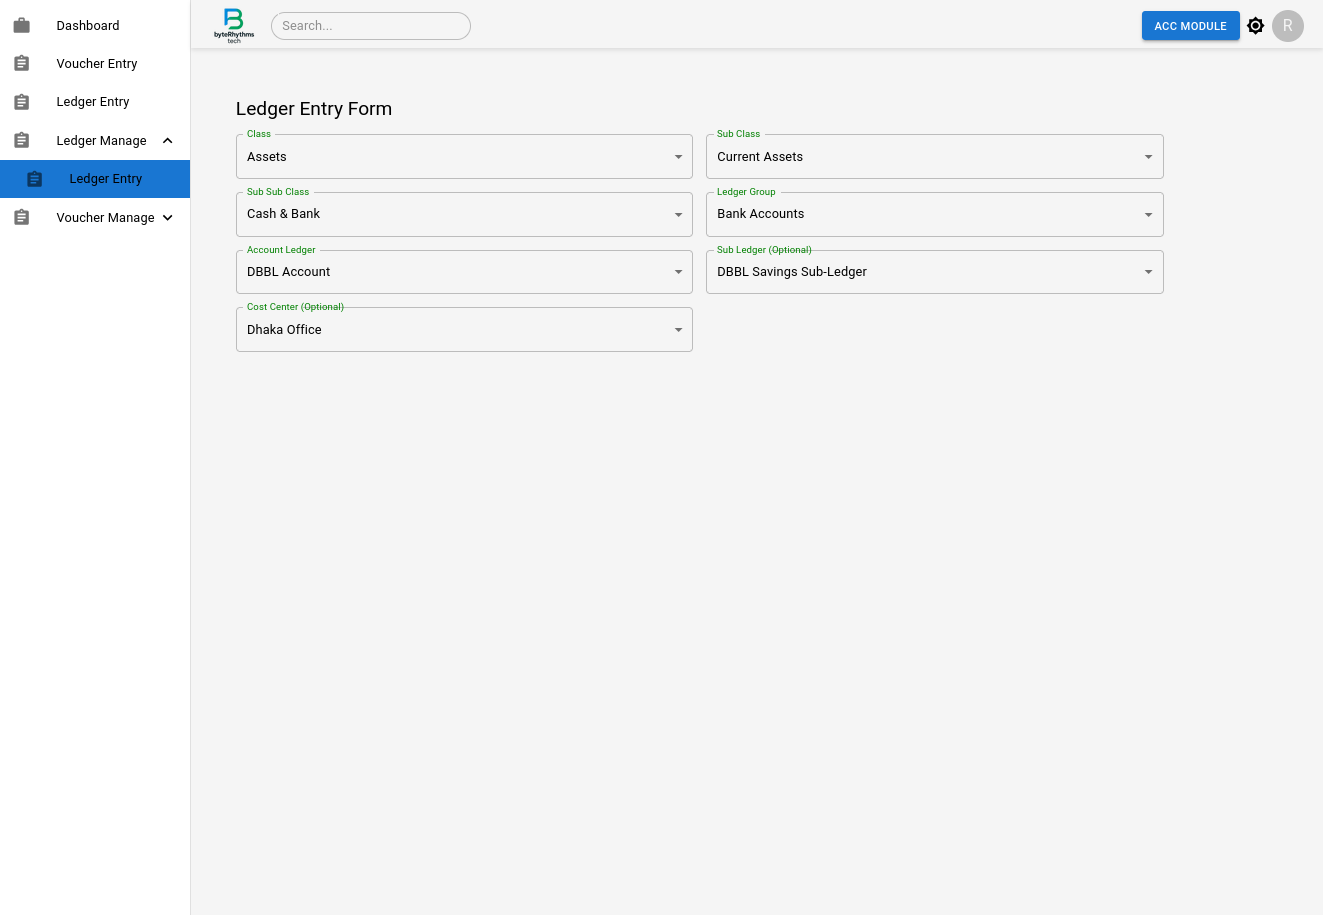 Dashboard
Voucher Entry
Ledger Entry
Ledger Manage
Ledger Entry
Voucher Manage
byteRhythms
tech
Search...
ACC MODULE
R
Ledger Entry Form
Class
Assets
Sub Class
Current Assets
Sub Sub Class
Cash & Bank
Ledger Group
Bank Accounts
Account Ledger
DBBL Account
Sub Ledger (Optional)
DBBL Savings Sub-Ledger
Cost Center (Optional)
Dhaka Office